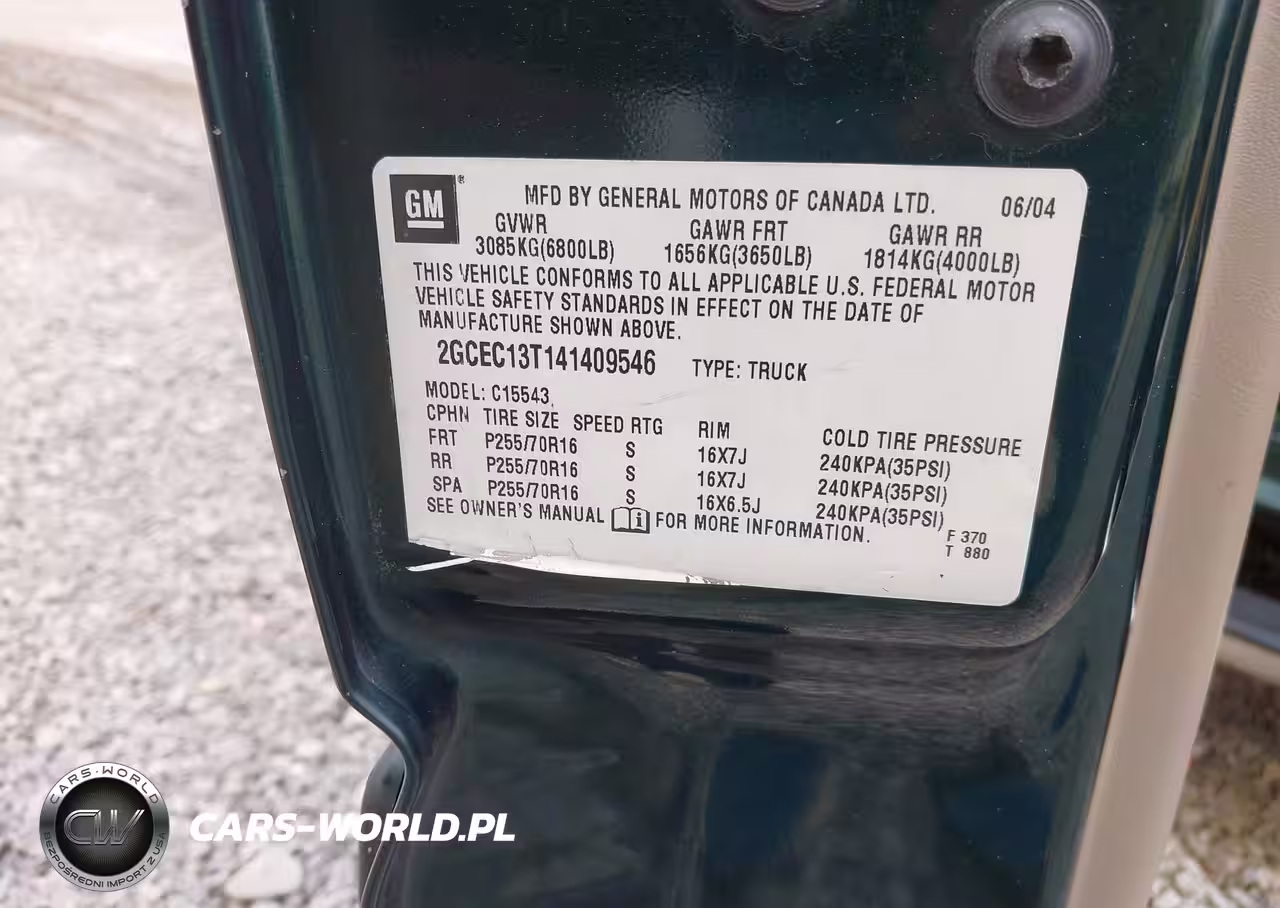 GM®
MFD BY GENERAL MOTORS OF CANADA LTD. 06/04
GVWR GAWR FRT GAWR RR
3085KG(6800LB) 1656KG(3650LB) 1814KG(4000LB)
THIS VEHICLE CONFORMS TO ALL APPLICABLE U.S. FEDERAL MOTOR
VEHICLE SAFETY STANDARDS IN EFFECT ON THE DATE OF
MANUFACTURE SHOWN ABOVE.
2GCEC13T141409546 TYPE: TRUCK
MODEL: C15543
CPHN TIRE SIZE SPEED RTG RIM COLD TIRE PRESSURE
FRT P255/70R16 S 16X7J 240KPA(35PSI)
RR P255/70R16 S 16X7J 240KPA(35PSI)
SPA P255/70R16 S 16X6.5J 240KPA(35PSI)
SEE OWNER'S MANUAL i FOR MORE INFORMATION.
F 370
T 880
CARS-WORLD
CW
BEZPOŚREDNI IMPORT Z USA
CARS-WORLD.PL